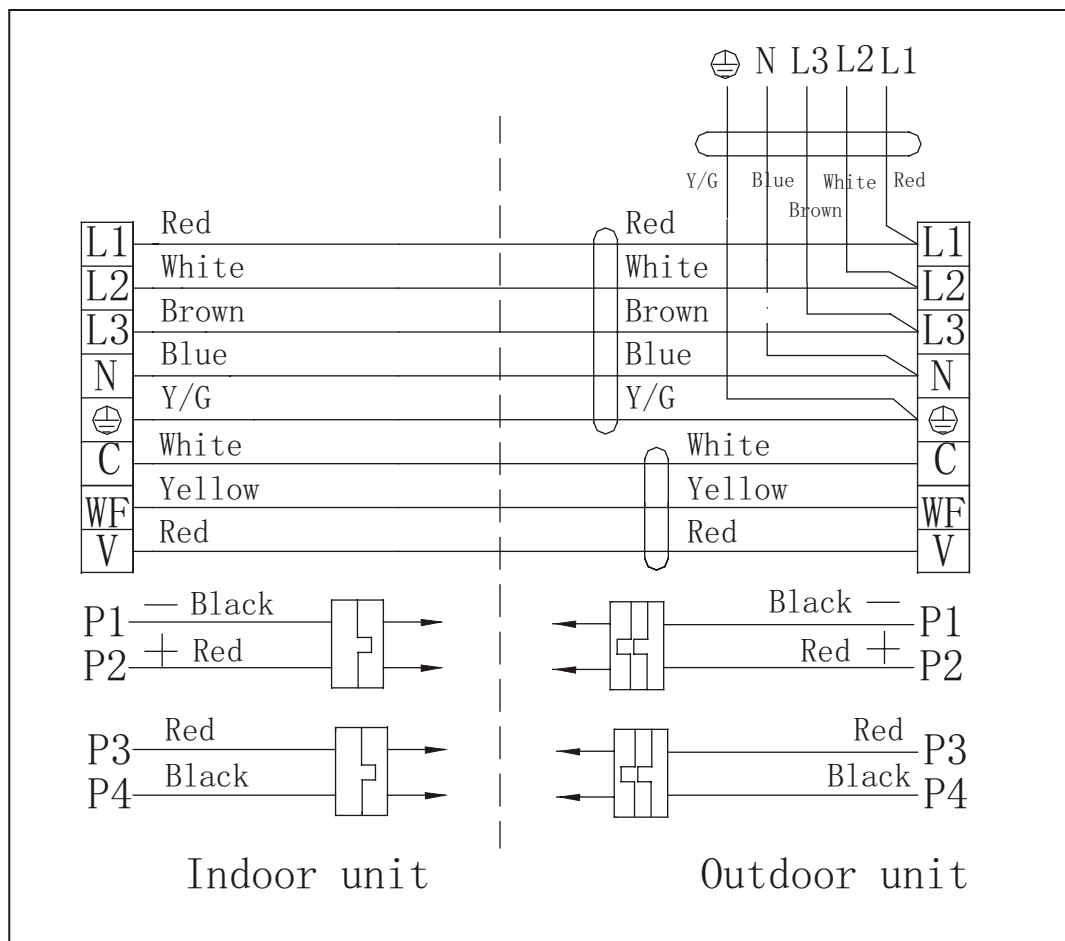 ⏚ N L3 L2 L1
Y/G Blue White Red
Brown
L1 Red Red L1
L2 White White L2
L3 Brown Brown L3
N Blue Blue N
⏚ Y/G Y/G ⏚
C White White C
WF Yellow Yellow WF
V Red Red V
P1 — Black Black — P1
P2 + Red Red + P2
P3 Red Red P3
P4 Black Black P4
Indoor unit Outdoor unit